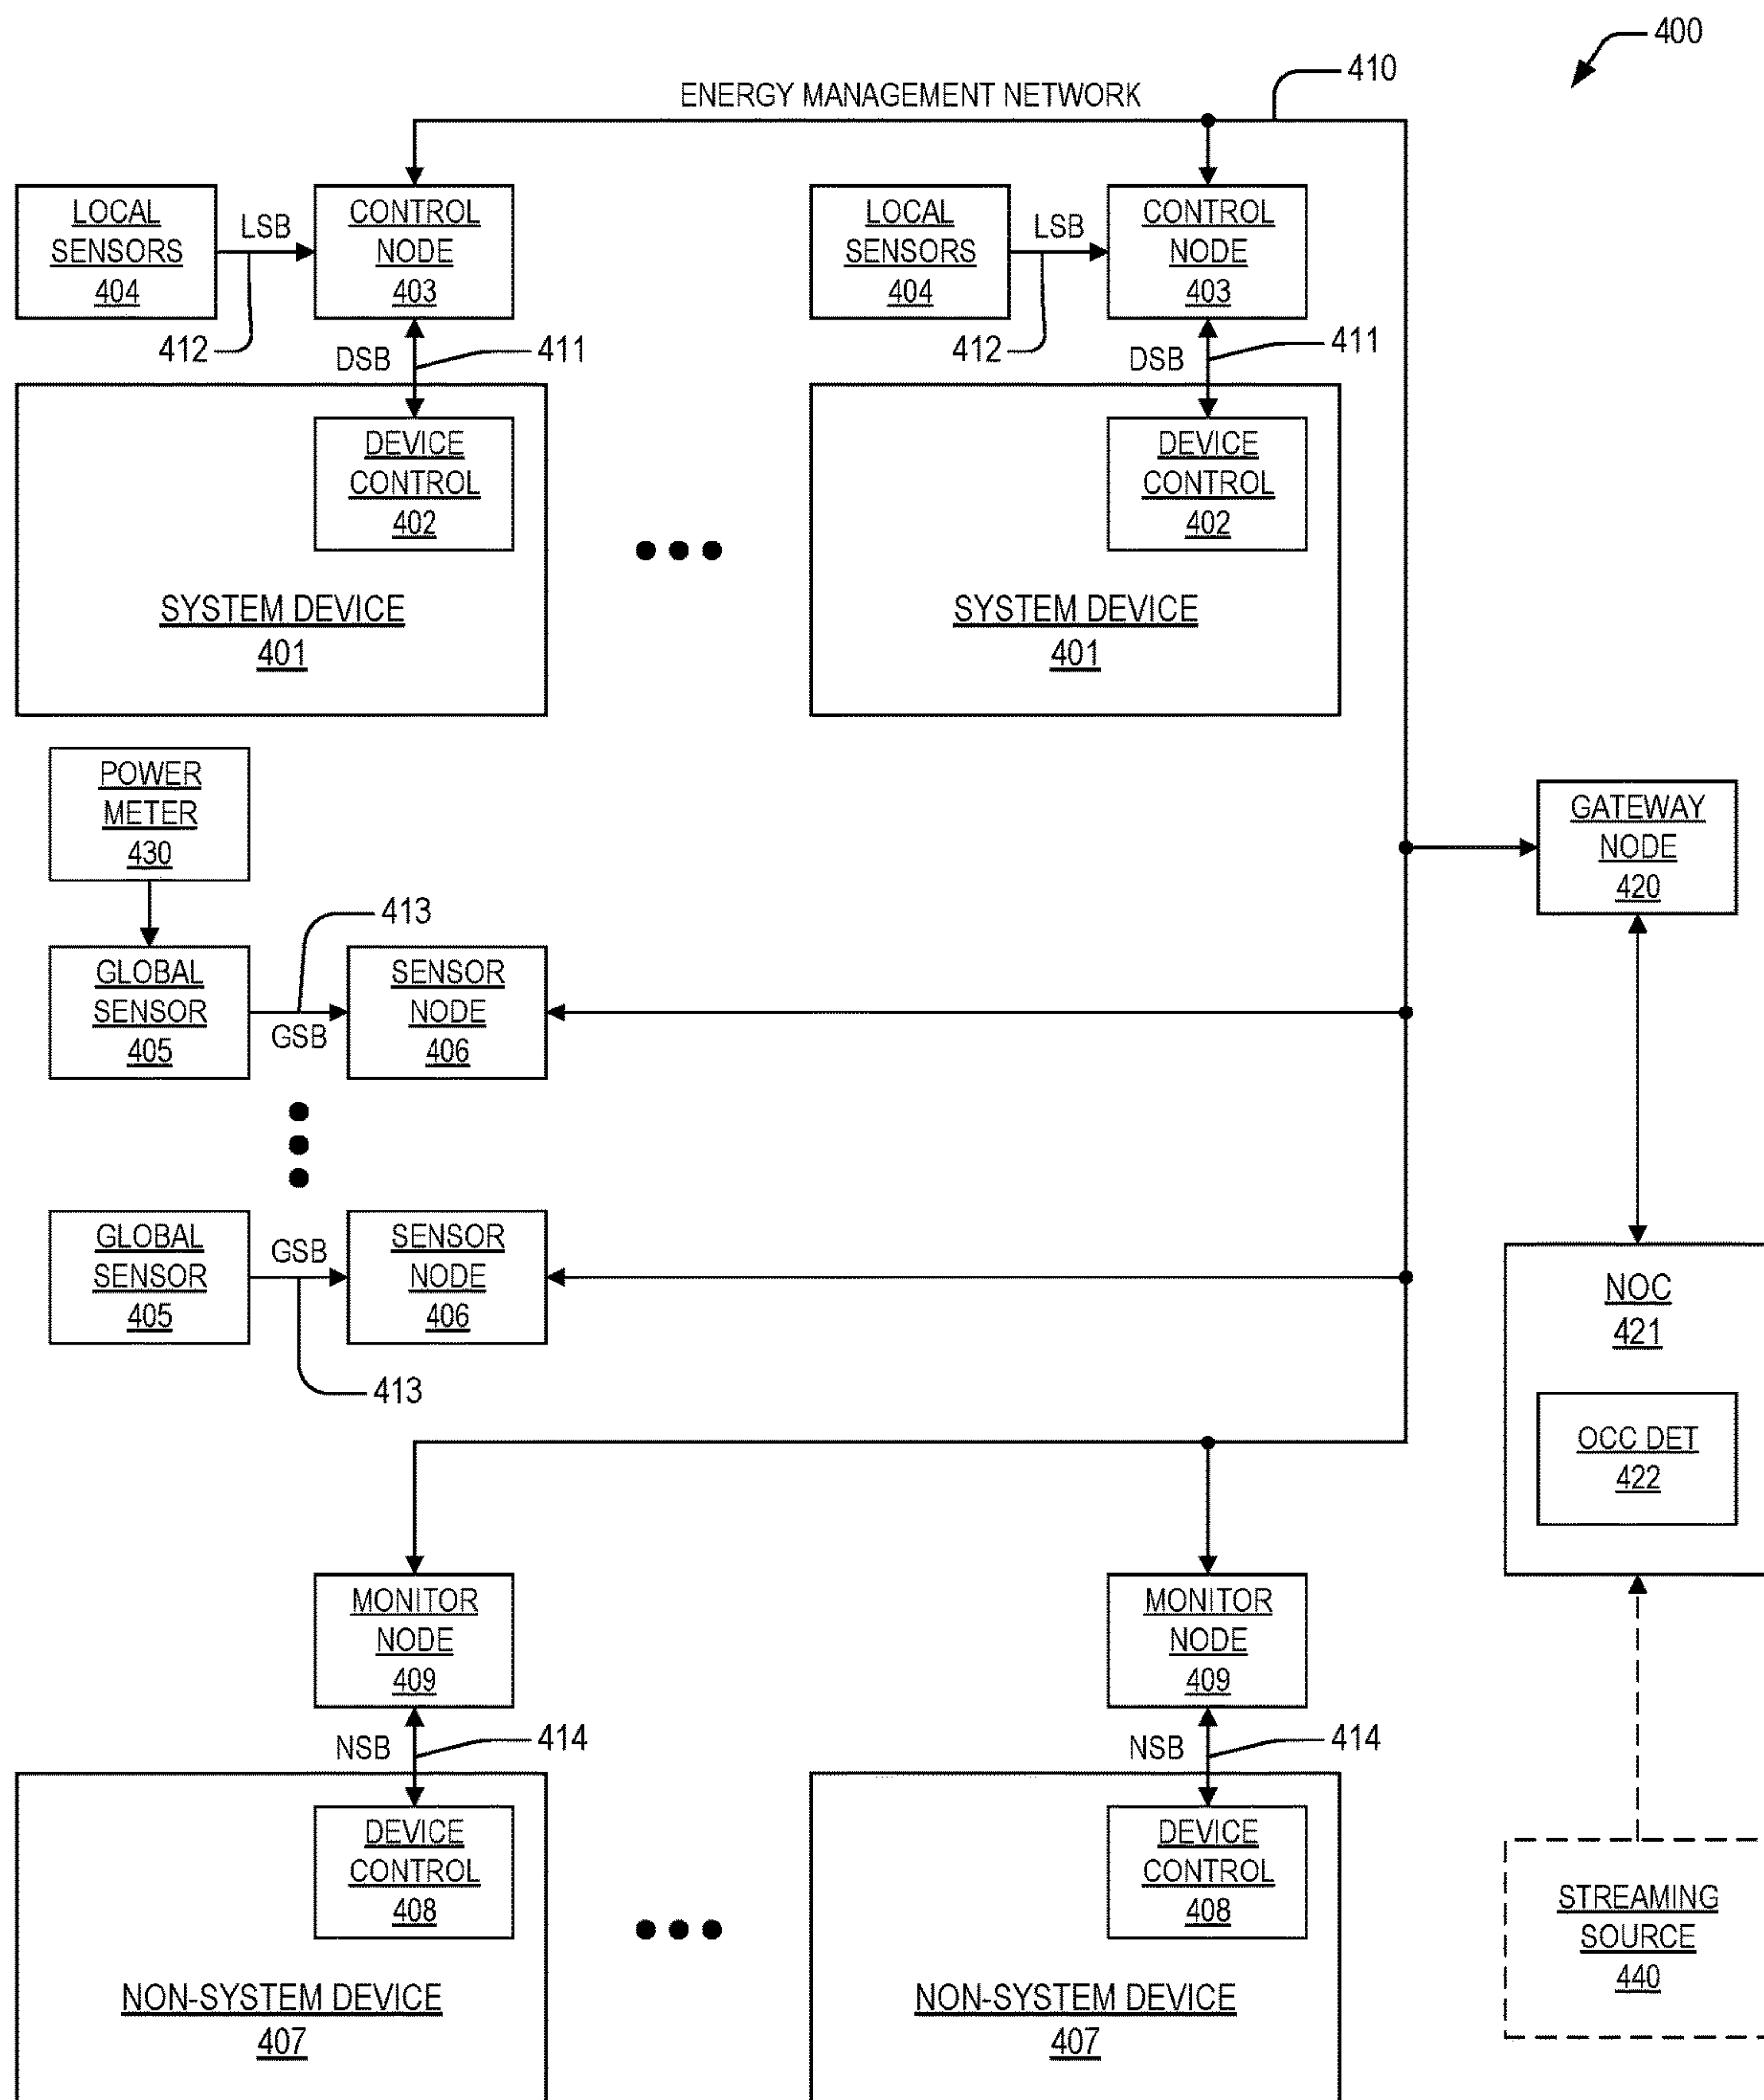 400
410
ENERGY MANAGEMENT NETWORK
LOCAL
SENSORS
404
LSB
412
CONTROL
NODE
403
LOCAL
SENSORS
404
LSB
412
CONTROL
NODE
403
DSB
411
DSB
411
DEVICE
CONTROL
402
SYSTEM DEVICE
401
DEVICE
CONTROL
402
SYSTEM DEVICE
401
POWER
METER
430
GATEWAY
NODE
420
413
GLOBAL
SENSOR
405
GSB
SENSOR
NODE
406
GLOBAL
SENSOR
405
GSB
SENSOR
NODE
406
413
NOC
421
OCC DET
422
MONITOR
NODE
409
MONITOR
NODE
409
NSB
414
NSB
414
DEVICE
CONTROL
408
NON-SYSTEM DEVICE
407
DEVICE
CONTROL
408
NON-SYSTEM DEVICE
407
STREAMING
SOURCE
440